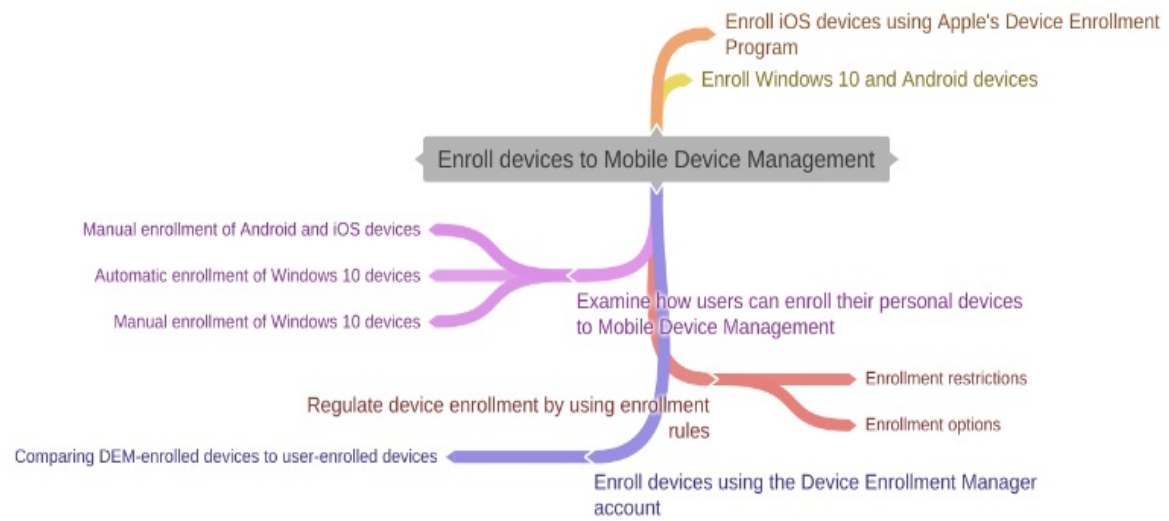 Enroll iOS devices using Apple's Device Enrollment
Program
Enroll Windows 10 and Android devices
Enroll devices to Mobile Device Management
Manual enrollment of Android and iOS devices
Automatic enrollment of Windows 10 devices
Manual enrollment of Windows 10 devices
Examine how users can enroll their personal devices
to Mobile Device Management
Enrollment restrictions
Enrollment options
Regulate device enrollment by using enrollment
rules
Comparing DEM-enrolled devices to user-enrolled devices
Enroll devices using the Device Enrollment Manager
account